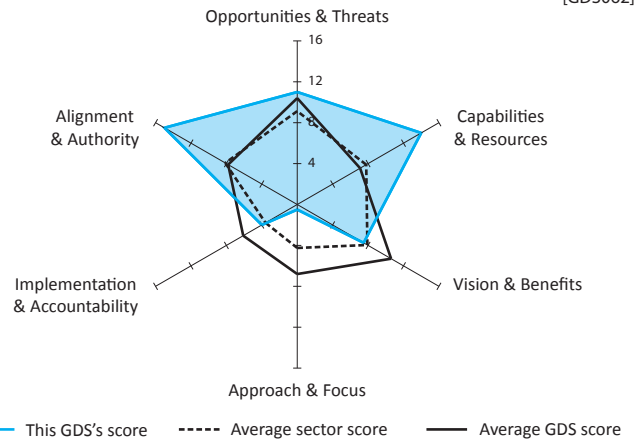 Opportunities & Threats
16
12
8
4
Alignment
& Authority
Capabilities
& Resources
Implementation
& Accountability
Vision & Benefits
Approach & Focus
This GDS's score
Average sector score
Average GDS score